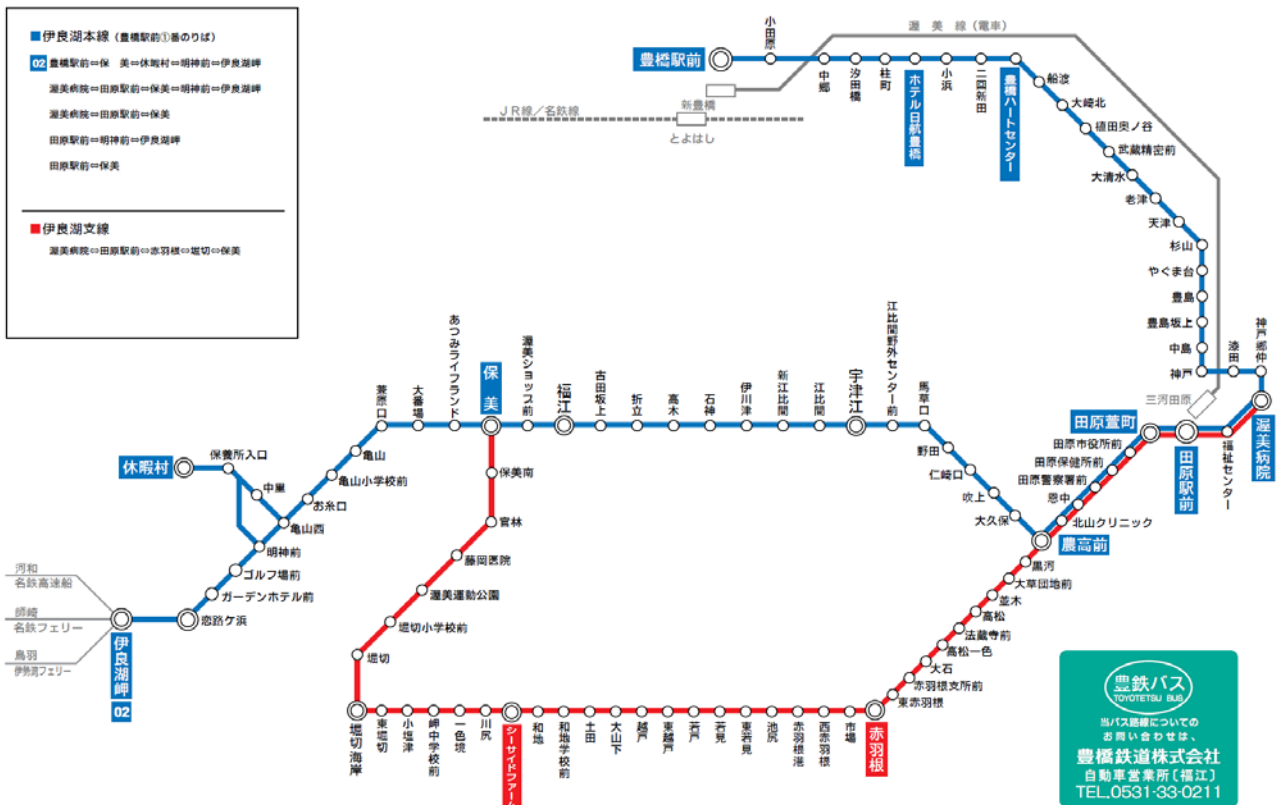 ■伊良湖本線（豊橋駅前①番のりば）
02 豊橋駅前⇔保　美⇔休暇村⇔明神前⇔伊良湖岬
渥美病院⇔田原駅前⇔保美⇔明神前⇔伊良湖岬
渥美病院⇔田原駅前⇔保美
田原駅前⇔明神前⇔伊良湖岬
田原駅前⇔保美
■伊良湖支線
渥美病院⇔田原駅前⇔赤羽根⇔堀切⇔保美
渥美線（電車）
豊橋駅前
小田原
中郷
汐田橋
柱町
ホテル日航豊橋
小浜
二回新田
豊橋ハートセンター
船渡
大崎北
植田奥ノ谷
武蔵精密前
大清水
老津
天津
杉山
やぐま台
豊島
豊島坂上
中島
神戸
漆田
神戸郷仲
渥美病院
ＪＲ線／名鉄線
新豊橋
とよはし
三河田原
福祉センター
田原駅前
田原萱町
田原市役所前
田原保健所前
田原警察署前
恩中
北山クリニック
農高前
大久保
吹上
仁崎口
野田
馬草口
江比間野外センター前
宇津江
江比間
新江比間
伊川津
石神
高木
折立
古田坂上
福江
渥美ショップ前
保美
あつみライフランド
大番場
萱原口
亀山
亀山小学校前
お糸口
亀山西
中里
保養所入口
休暇村
明神前
ゴルフ場前
ガーデンホテル前
恋路ケ浜
伊良湖岬
02
河和
名鉄高速船
師崎
名鉄フェリー
鳥羽
伊勢湾フェリー
保美南
官林
藤岡医院
渥美運動公園
堀切小学校前
堀切
堀切海岸
東堀切
小塩津
岬中学校前
一色境
川尻
シーサイドファーム
和地
和地学校前
土田
大山下
越戸
東越戸
若戸
若見
東若見
池尻
赤羽根港
西赤羽根
市場
赤羽根
東赤羽根
赤羽根支所前
大石
高松一色
法蔵寺前
高松
並木
大草団地前
黒河
豊鉄バス
TOYOTETSU BUS
当バス路線についての
お問い合わせは、
豊橋鉄道株式会社
自動車営業所〔福江〕
TEL.0531-33-0211